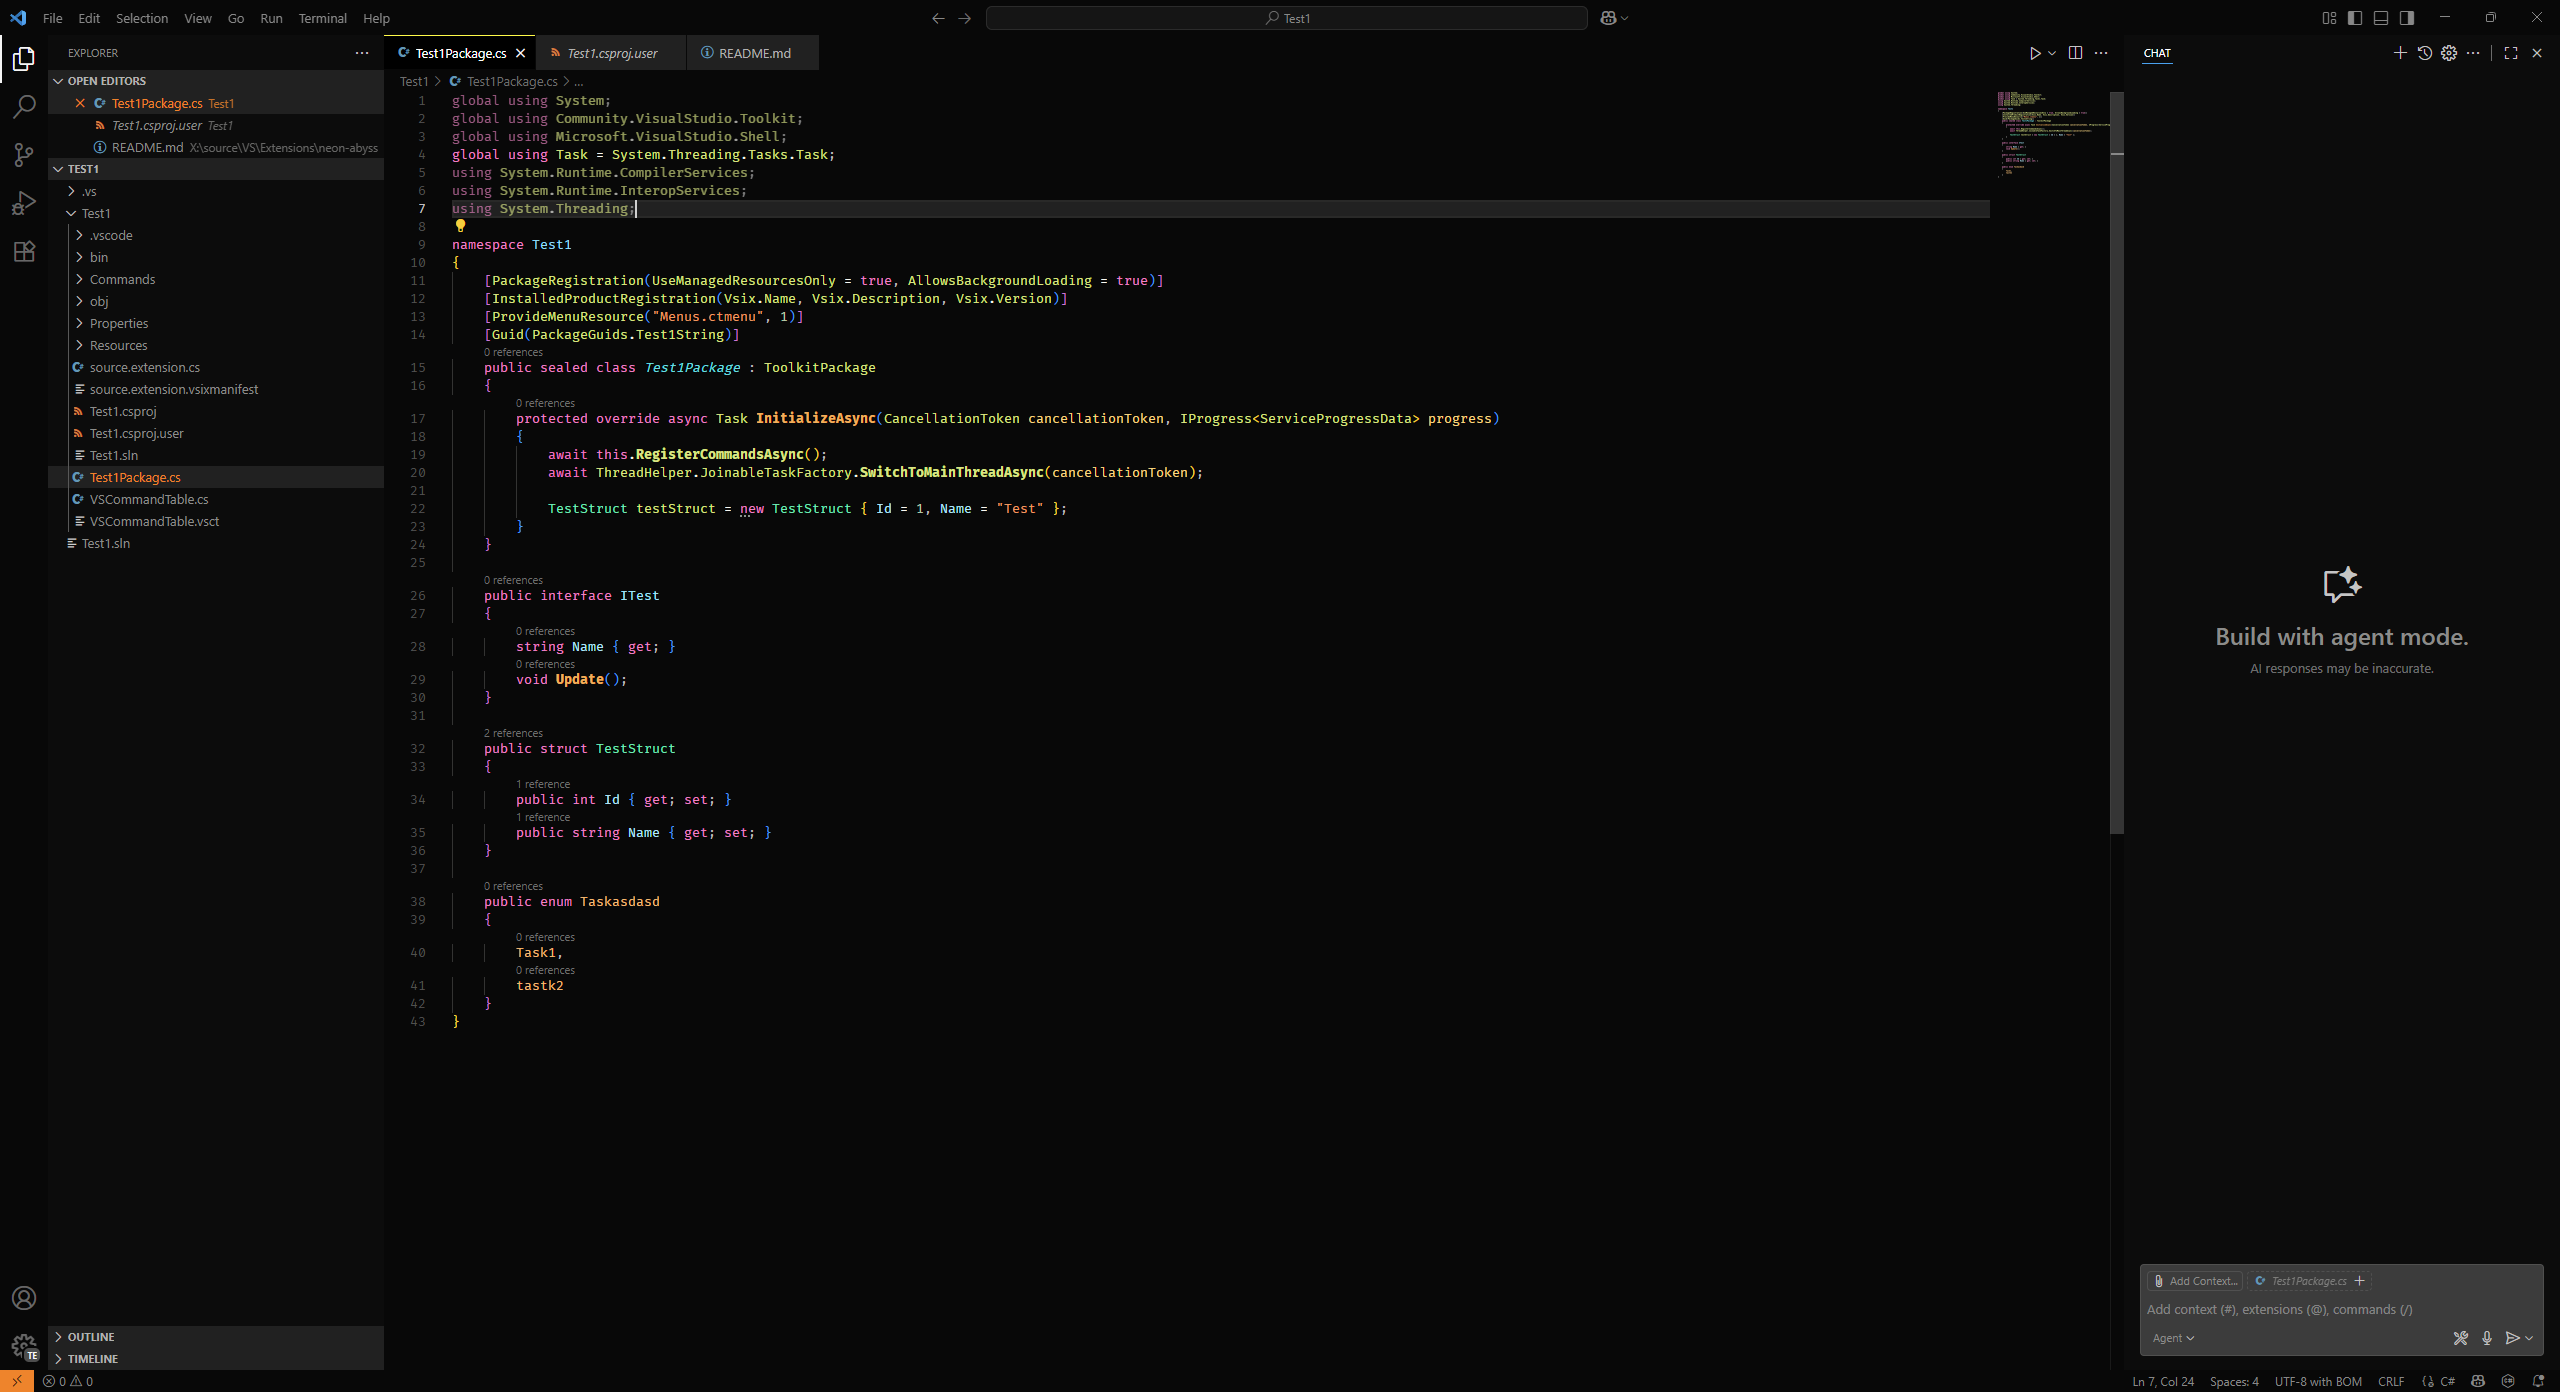 File Edit Selection View Go Run Terminal Help
Test1
EXPLORER
OPEN EDITORS
Test1Package.cs Test1
Test1.csproj.user Test1
README.md X:\source\VS\Extensions\neon-abyss
TEST1
.vs
Test1
.vscode
bin
Commands
obj
Properties
Resources
source.extension.cs
source.extension.vsixmanifest
Test1.csproj
Test1.csproj.user
Test1.sln
Test1Package.cs
VSCommandTable.cs
VSCommandTable.vsct
Test1.sln
OUTLINE
TIMELINE
TE
Test1Package.cs Test1.csproj.user README.md
Test1 > Test1Package.cs > ...
1 global using System;
2 global using Community.VisualStudio.Toolkit;
3 global using Microsoft.VisualStudio.Shell;
4 global using Task = System.Threading.Tasks.Task;
5 using System.Runtime.CompilerServices;
6 using System.Runtime.InteropServices;
7 using System.Threading;
8
9 namespace Test1
10 {
11 [PackageRegistration(UseManagedResourcesOnly = true, AllowsBackgroundLoading = true)]
12 [InstalledProductRegistration(Vsix.Name, Vsix.Description, Vsix.Version)]
13 [ProvideMenuResource("Menus.ctmenu", 1)]
14 [Guid(PackageGuids.Test1String)]
0 references
15 public sealed class Test1Package : ToolkitPackage
16 {
0 references
17 protected override async Task InitializeAsync(CancellationToken cancellationToken, IProgress<ServiceProgressData> progress)
18 {
19 await this.RegisterCommandsAsync();
20 await ThreadHelper.JoinableTaskFactory.SwitchToMainThreadAsync(cancellationToken);
21
22 TestStruct testStruct = new TestStruct { Id = 1, Name = "Test" };
23 }
24 }
25
0 references
26 public interface ITest
27 {
0 references
28 string Name { get; }
0 references
29 void Update();
30 }
31
2 references
32 public struct TestStruct
33 {
1 reference
34 public int Id { get; set; }
1 reference
35 public string Name { get; set; }
36 }
37
0 references
38 public enum Taskasdasd
39 {
0 references
40 Task1,
0 references
41 tastk2
42 }
43 }
CHAT
Build with agent mode.
AI responses may be inaccurate.
Add Context... Test1Package.cs
Add context (#), extensions (@), commands (/)
Agent
0 0
Ln 7, Col 24 Spaces: 4 UTF-8 with BOM CRLF C#